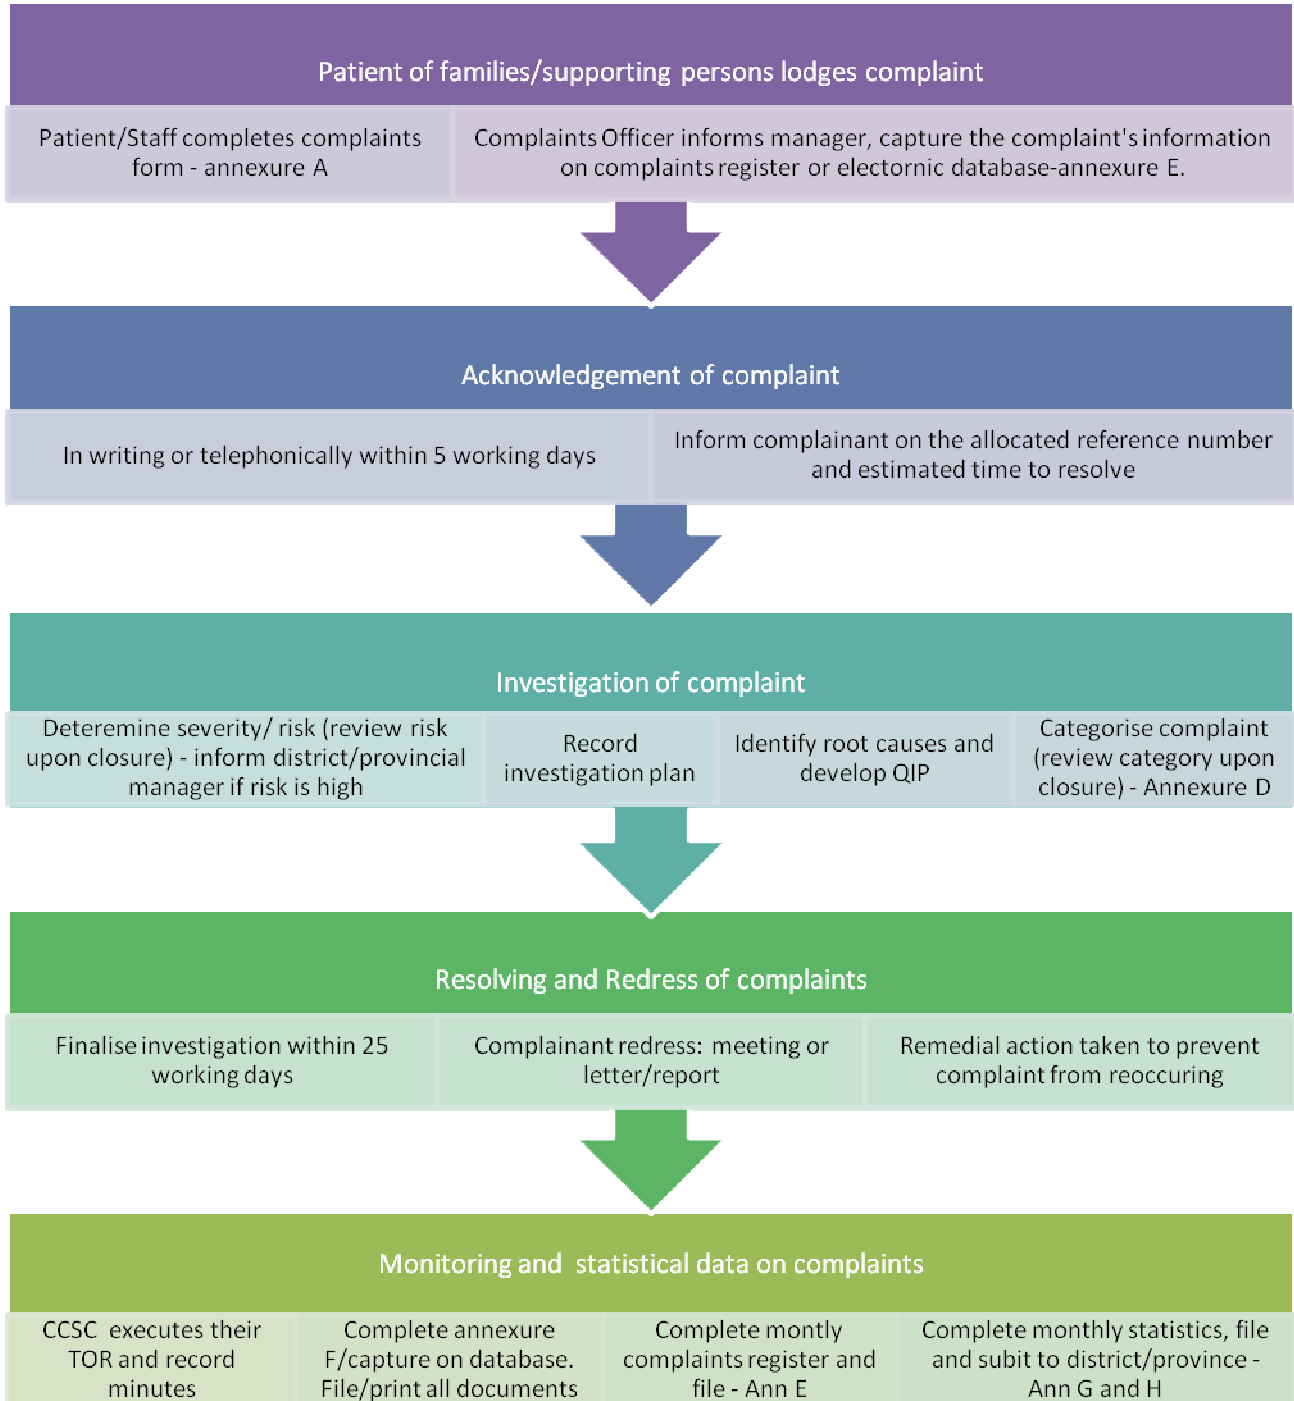 Patient of families/supporting persons lodges complaint
Patient/Staff completes complaints
form - annexure A
Complaints Officer informs manager, capture the complaint's information
on complaints register or electornic database-annexure E.
Acknowledgement of complaint
In writing or telephonically within 5 working days
Inform complainant on the allocated reference number
and estimated time to resolve
Investigation of complaint
Deteremine severity/ risk (review risk
upon closure) - inform district/provincial
manager if risk is high
Record
investigation plan
Identify root causes and
develop QIP
Categorise complaint
(review category upon
closure) - Annexure D
Resolving and Redress of complaints
Finalise investigation within 25
working days
Complainant redress: meeting or
letter/report
Remedial action taken to prevent
complaint from reoccuring
Monitoring and statistical data on complaints
CCSC executes their
TOR and record
minutes
Complete annexure
F/capture on database.
File/print all documents
Complete montly
complaints register and
file - Ann E
Complete monthly statistics, file
and subit to district/province -
Ann G and H